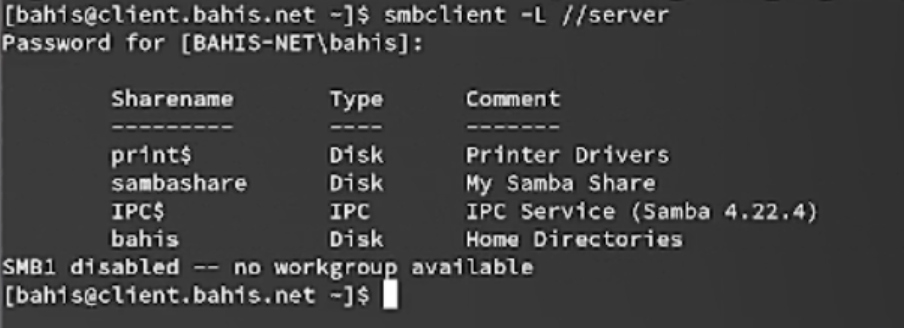 [bahis@client.bahis.net ~]$ smbclient -L //server
Password for [BAHIS-NET\bahis]:
Sharename Type Comment
--------- ---- -------
print$ Disk Printer Drivers
sambashare Disk My Samba Share
IPC$ IPC IPC Service (Samba 4.22.4)
bahis Disk Home Directories
SMB1 disabled -- no workgroup available
[bahis@client.bahis.net ~]$